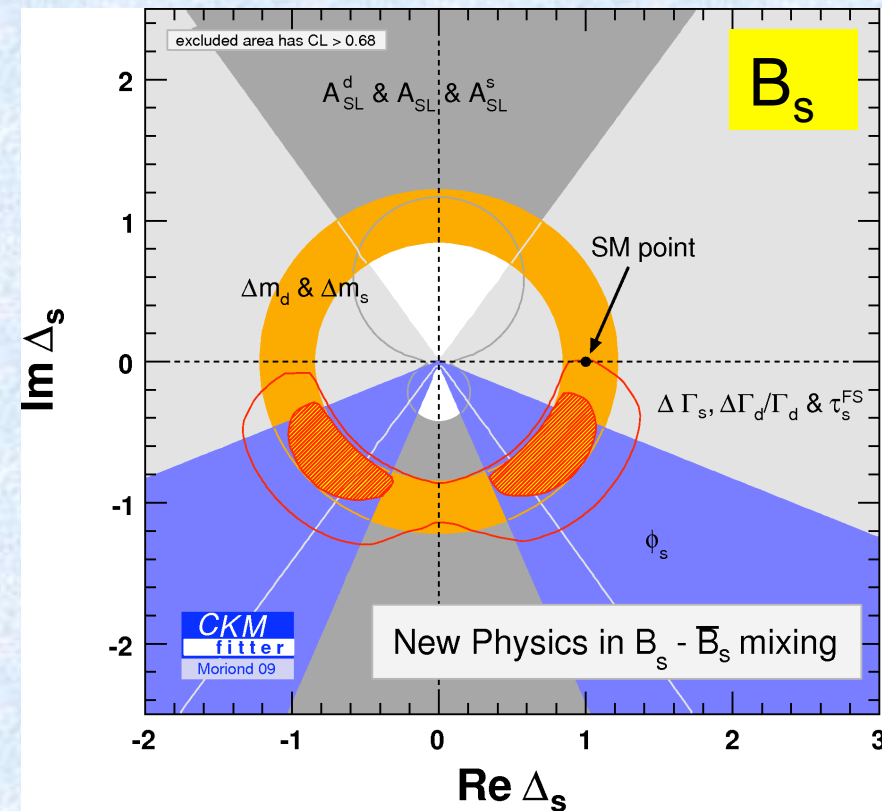 excluded area has CL > 0.68
B_s
A_SL^d & A_SL & A_SL^s
SM point
Δm_d & Δm_s
Δ Γ_s, ΔΓ_d/Γ_d & τ_s^FS
ϕ_s
CKM
fitter
Moriond 09
New Physics in B_s - B̅_s mixing
Im Δ_s
2
1
0
-1
-2
-2
-1
0
1
2
3
Re Δ_s